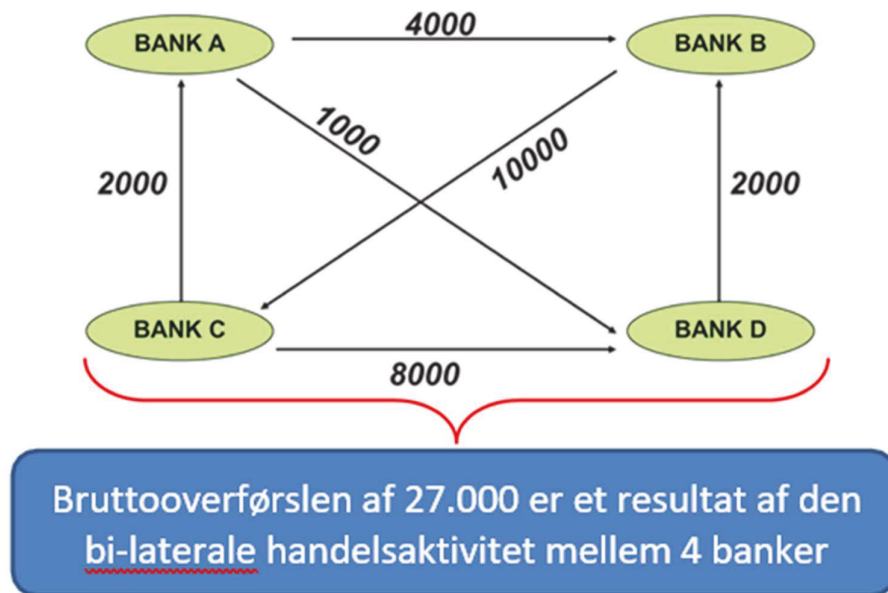 BANK A
4000
BANK B
1000
10000
2000
2000
BANK C
BANK D
8000
Bruttooverførslen af 27.000 er et resultat af den
bi-laterale handelsaktivitet mellem 4 banker